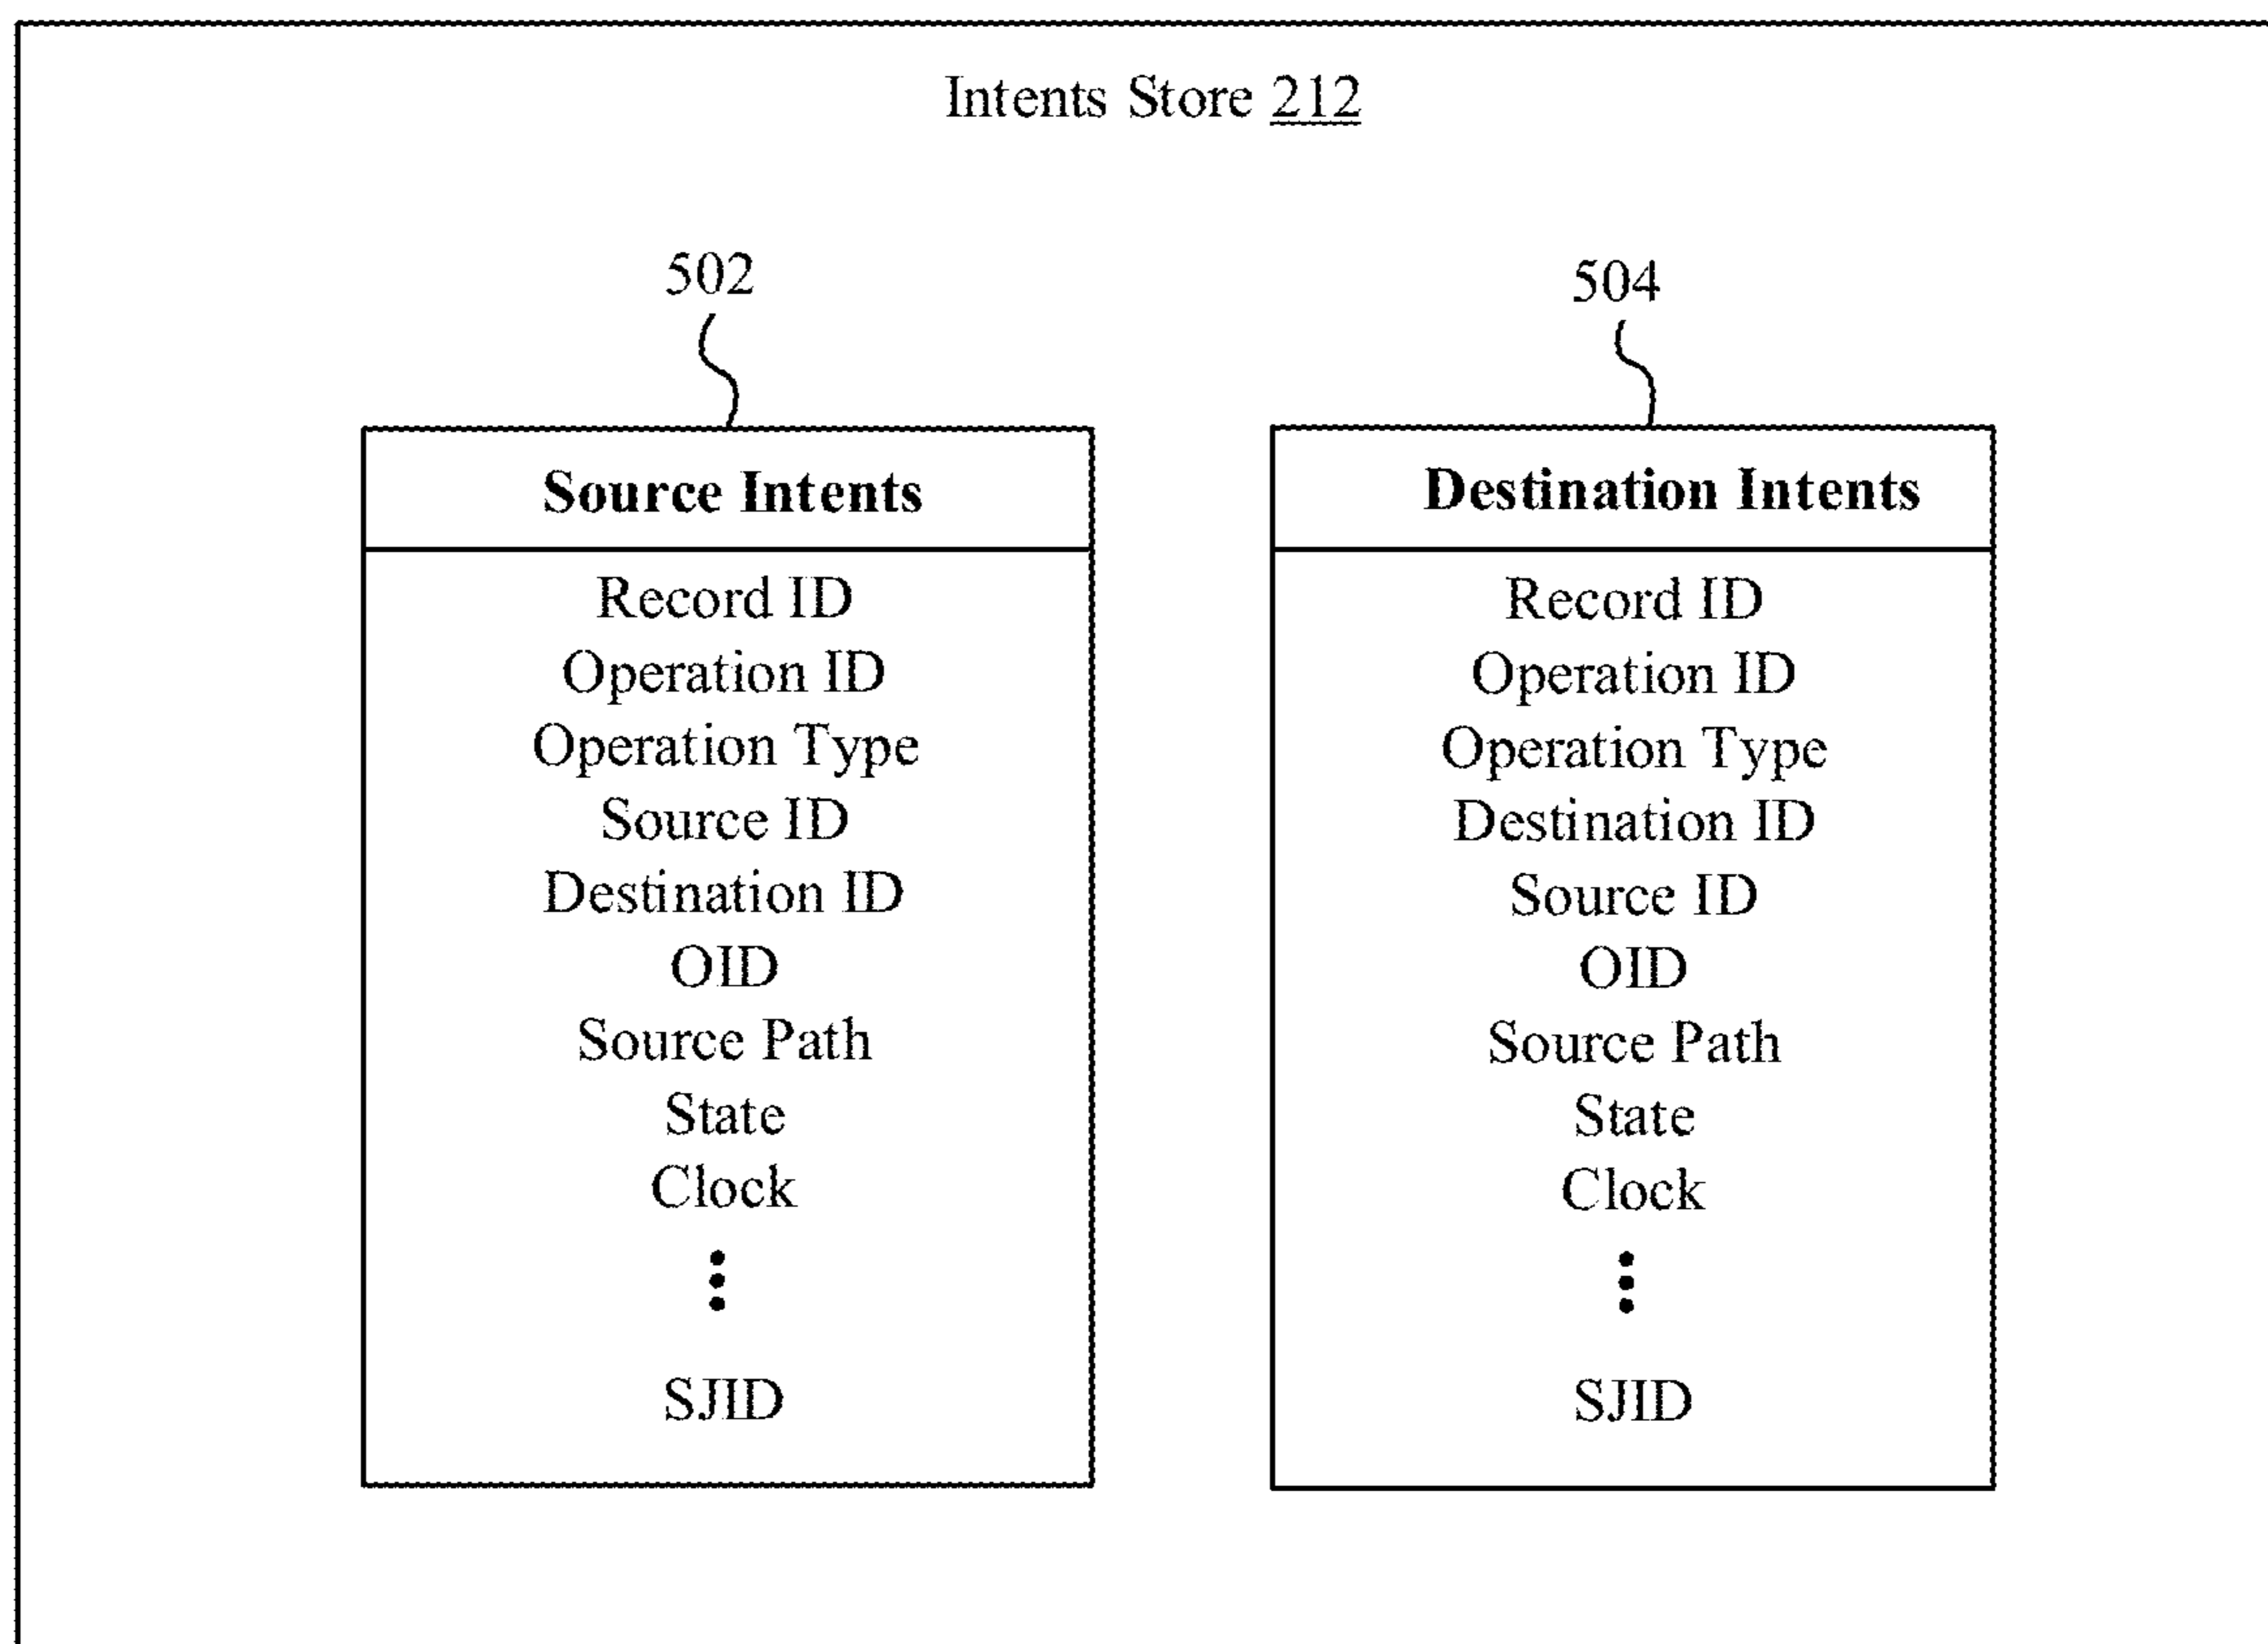 Intents Store 212
502
Source Intents
Record ID
Operation ID
Operation Type
Source ID
Destination ID
OID
Source Path
State
Clock
SJID
504
Destination Intents
Record ID
Operation ID
Operation Type
Destination ID
Source ID
OID
Source Path
State
Clock
SJID